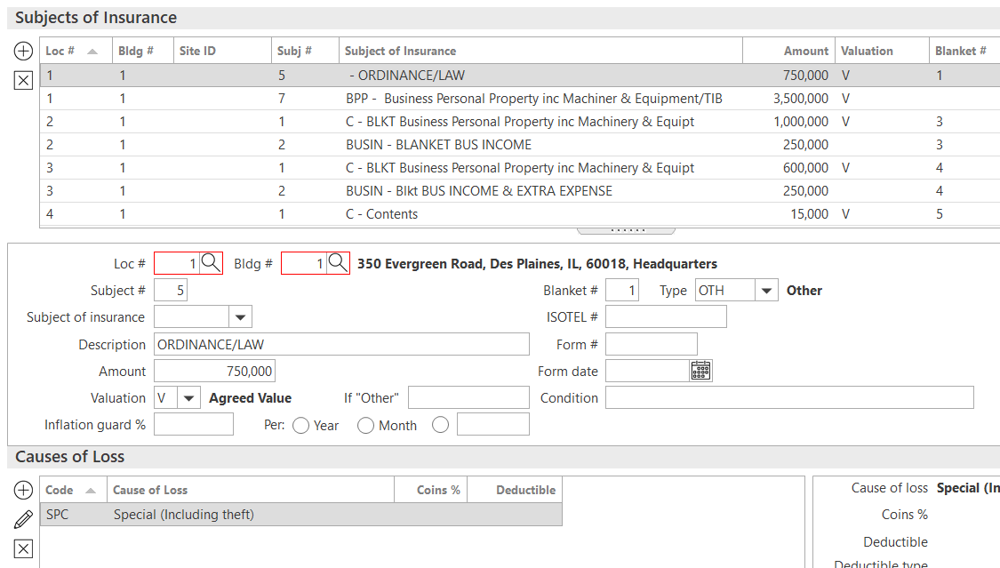 Subjects of Insurance
Loc # Bldg # Site ID Subj # Subject of Insurance Amount Valuation Blanket #
1 1 5 - ORDINANCE/LAW 750,000 V 1
1 1 7 BPP - Business Personal Property inc Machiner & Equipment/TIB 3,500,000 V
2 1 1 C - BLKT Business Personal Property inc Machinery & Equipt 1,000,000 V 3
2 1 2 BUSIN - BLANKET BUS INCOME 250,000 3
3 1 1 C - BLKT Business Personal Property inc Machinery & Equipt 600,000 V 4
3 1 2 BUSIN - Blkt BUS INCOME & EXTRA EXPENSE 250,000 4
4 1 1 C - Contents 15,000 V 5
Loc # 1 Bldg # 1 350 Evergreen Road, Des Plaines, IL, 60018, Headquarters
Subject # 5 Blanket # 1 Type OTH Other
Subject of insurance ISOTEL #
Description ORDINANCE/LAW Form #
Amount 750,000 Form date
Valuation V Agreed Value If "Other" Condition
Inflation guard % Per: Year Month
Causes of Loss
Code Cause of Loss Coins % Deductible Cause of loss Special (In
SPC Special (Including theft) Coins %
Deductible
Deductible type